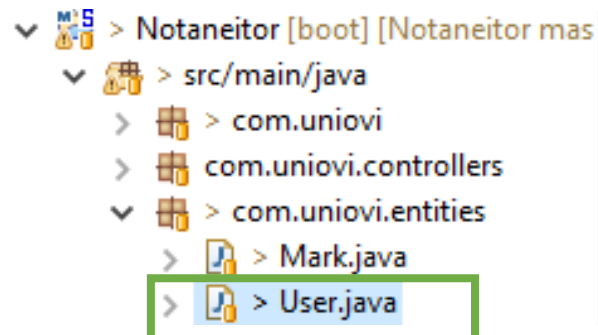 > Notaneitor [boot] [Notaneitor mas
> src/main/java
> com.uniovi
com.uniovi.controllers
> com.uniovi.entities
> Mark.java
> User.java